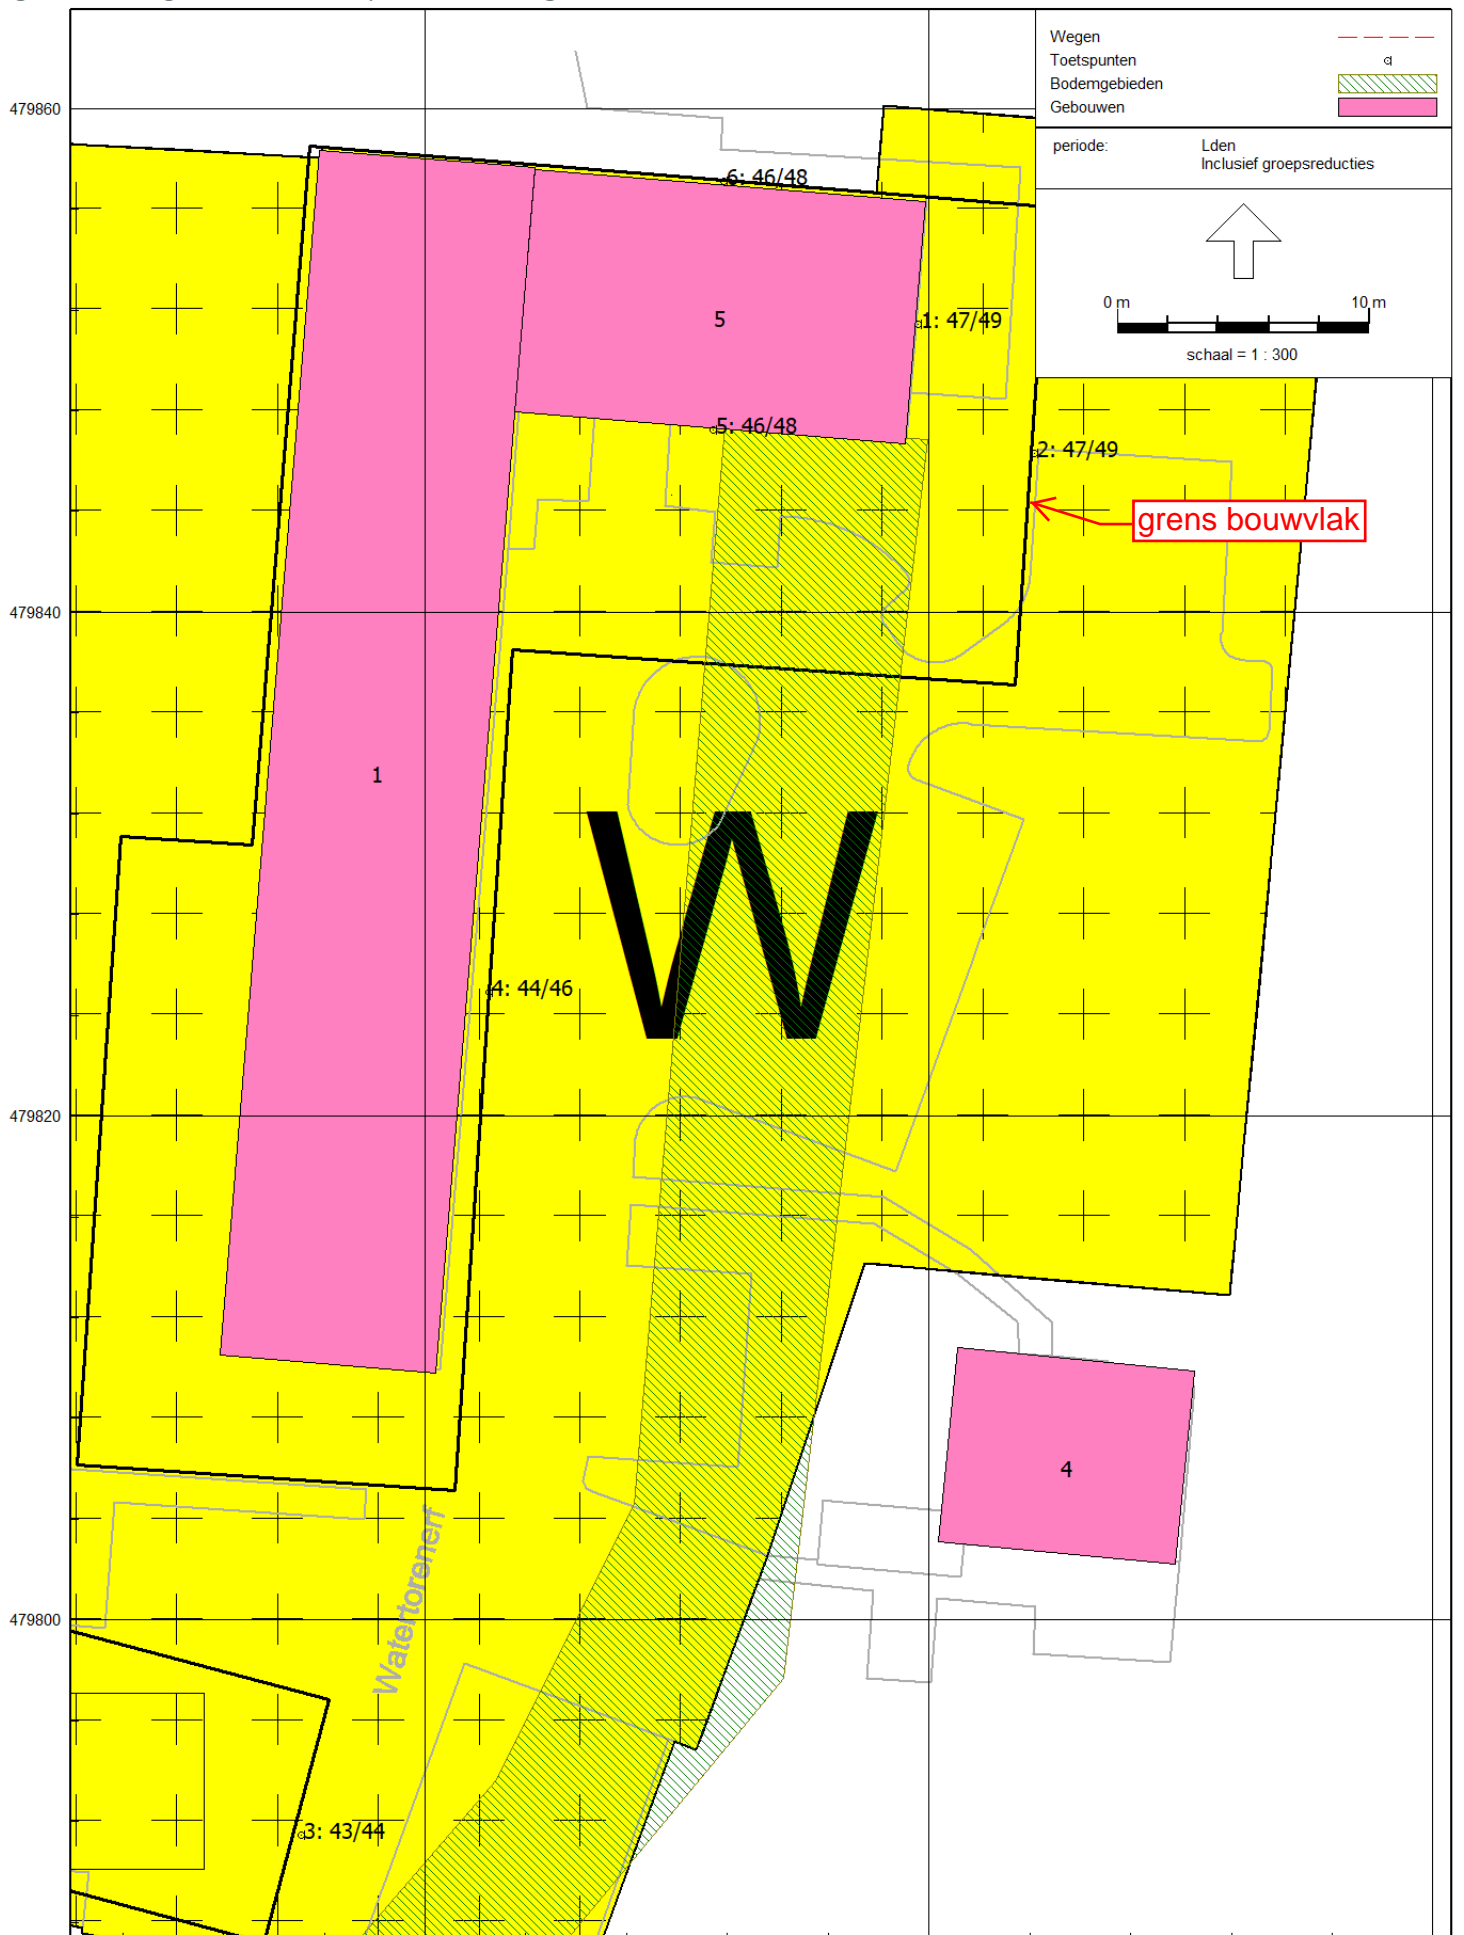 Wegen
Toetspunten
Bodemgebieden
Gebouwen
periode: Lden
Inclusief groepsreducties
0 m 10 m
schaal = 1 : 300
479860
6: 46/48
5
1: 47/49
5: 46/48
2: 47/49
grens bouwvlak
479840
1
W
4: 44/46
479820
4
Watertorenerf
479800
3: 43/44